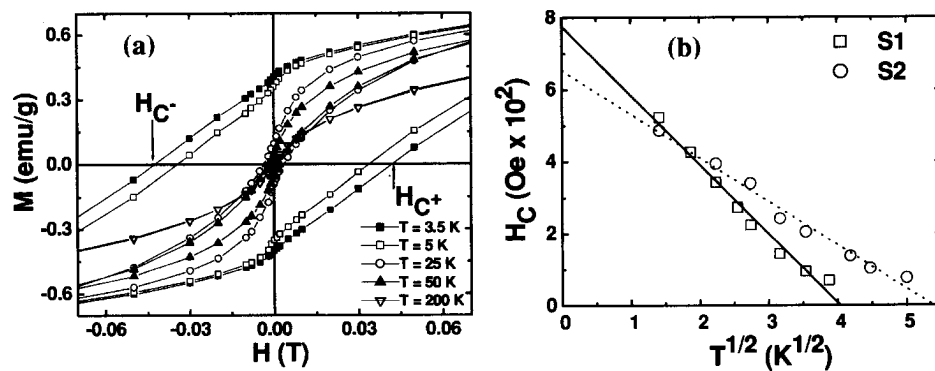 (a)
0.6
0.3
0.0
-0.3
-0.6
M (emu/g)
H_C-
H_C+
T = 3.5 K
T = 5 K
T = 25 K
T = 50 K
T = 200 K
-0.06 -0.03 0.00 0.03 0.06
H (T)
(b)
S1
S2
8
6
4
2
0
H_C (Oe x 10^2)
0 1 2 3 4 5
T^1/2 (K^1/2)